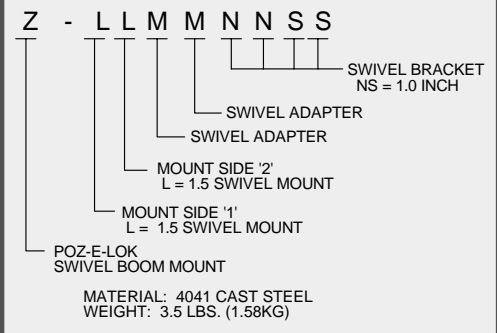 Z - L L M M N N S S
SWIVEL BRACKET
NS = 1.0 INCH
SWIVEL ADAPTER
SWIVEL ADAPTER
MOUNT SIDE '2'
L = 1.5 SWIVEL MOUNT
MOUNT SIDE '1'
L = 1.5 SWIVEL MOUNT
POZ-E-LOK
SWIVEL BOOM MOUNT
MATERIAL: 4041 CAST STEEL
WEIGHT: 3.5 LBS. (1.58KG)